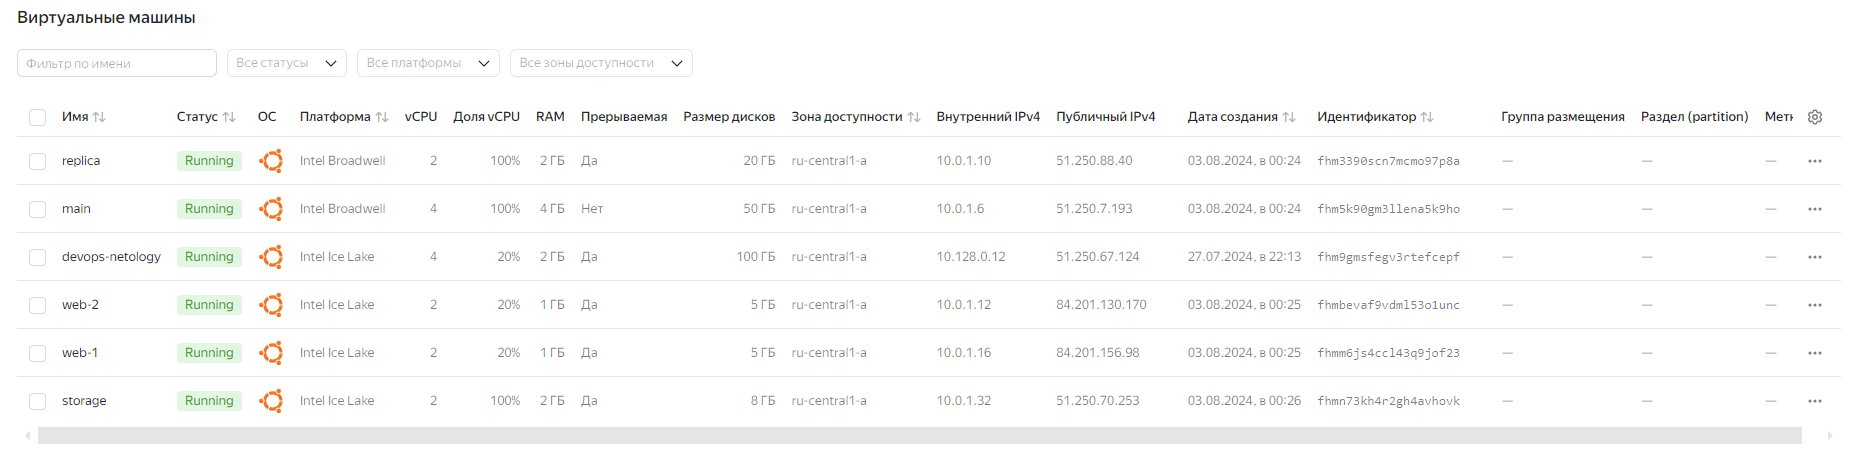 Виртуальные машины
Фильтр по имени Все статусы Все платформы Все зоны доступности
Имя Статус ОС Платформа vCPU Доля vCPU RAM Прерываемая Размер дисков Зона доступности Внутренний IPv4 Публичный IPv4 Дата создания Идентификатор Группа размещения Раздел (partition) Метк
replica Running Intel Broadwell 2 100% 2 ГБ Да 20 ГБ ru-central1-a 10.0.1.10 51.250.88.40 03.08.2024, в 00:24 fhm3390scn7mcmo97p8a — — —
main Running Intel Broadwell 4 100% 4 ГБ Нет 50 ГБ ru-central1-a 10.0.1.6 51.250.7.193 03.08.2024, в 00:24 fhm5k90gm3llena5k9ho — — —
devops-netology Running Intel Ice Lake 4 20% 2 ГБ Да 100 ГБ ru-central1-a 10.128.0.12 51.250.67.124 27.07.2024, в 22:13 fhm9gmsfegv3rtefcepf — — —
web-2 Running Intel Ice Lake 2 20% 1 ГБ Да 5 ГБ ru-central1-a 10.0.1.12 84.201.130.170 03.08.2024, в 00:25 fhmbevaf9vdml53o1unc — — —
web-1 Running Intel Ice Lake 2 20% 1 ГБ Да 5 ГБ ru-central1-a 10.0.1.16 84.201.156.98 03.08.2024, в 00:25 fhmm6js4ccl43q9jof23 — — —
storage Running Intel Ice Lake 2 100% 2 ГБ Да 8 ГБ ru-central1-a 10.0.1.32 51.250.70.253 03.08.2024, в 00:26 fhmn73kh4r2gh4avhovk — — —